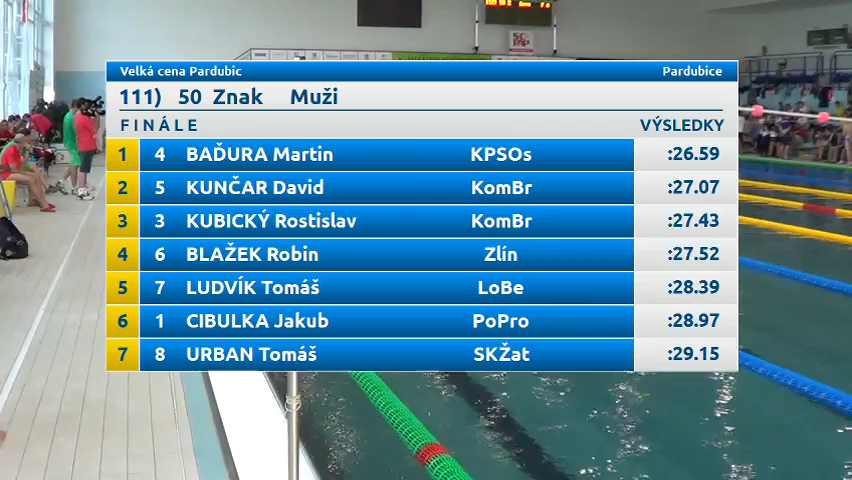 Velká cena Pardubic Pardubice
111) 50 Znak Muži
FINÁLE VÝSLEDKY
1 4 BAĎURA Martin KPSOs :26.59
2 5 KUNČAR David KomBr :27.07
3 3 KUBICKÝ Rostislav KomBr :27.43
4 6 BLAŽEK Robin Zlín :27.52
5 7 LUDVÍK Tomáš LoBe :28.39
6 1 CIBULKA Jakub PoPro :28.97
7 8 URBAN Tomáš SKŽat :29.15